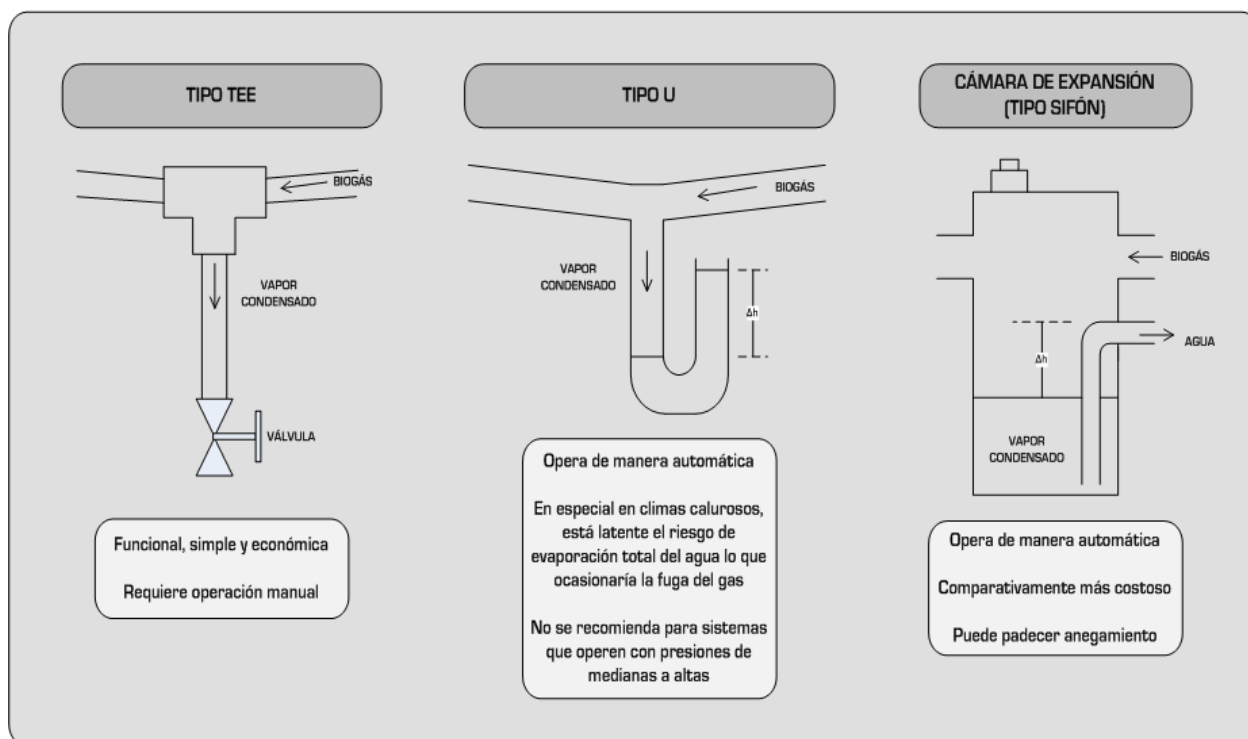 TIPO TEE
BIOGÁS
VAPOR
CONDENSADO
VÁLVULA
Funcional, simple y económica
Requiere operación manual
TIPO U
BIOGÁS
VAPOR
CONDENSADO
Δh
Opera de manera automática
En especial en climas calurosos,
está latente el riesgo de
evaporación total del agua lo que
ocasionaría la fuga del gas
No se recomienda para sistemas
que operen con presiones de
medianas a altas
CÁMARA DE EXPANSIÓN
(TIPO SIFÓN)
BIOGÁS
AGUA
Δh
VAPOR
CONDENSADO
Opera de manera automática
Comparativamente más costoso
Puede padecer anegamiento